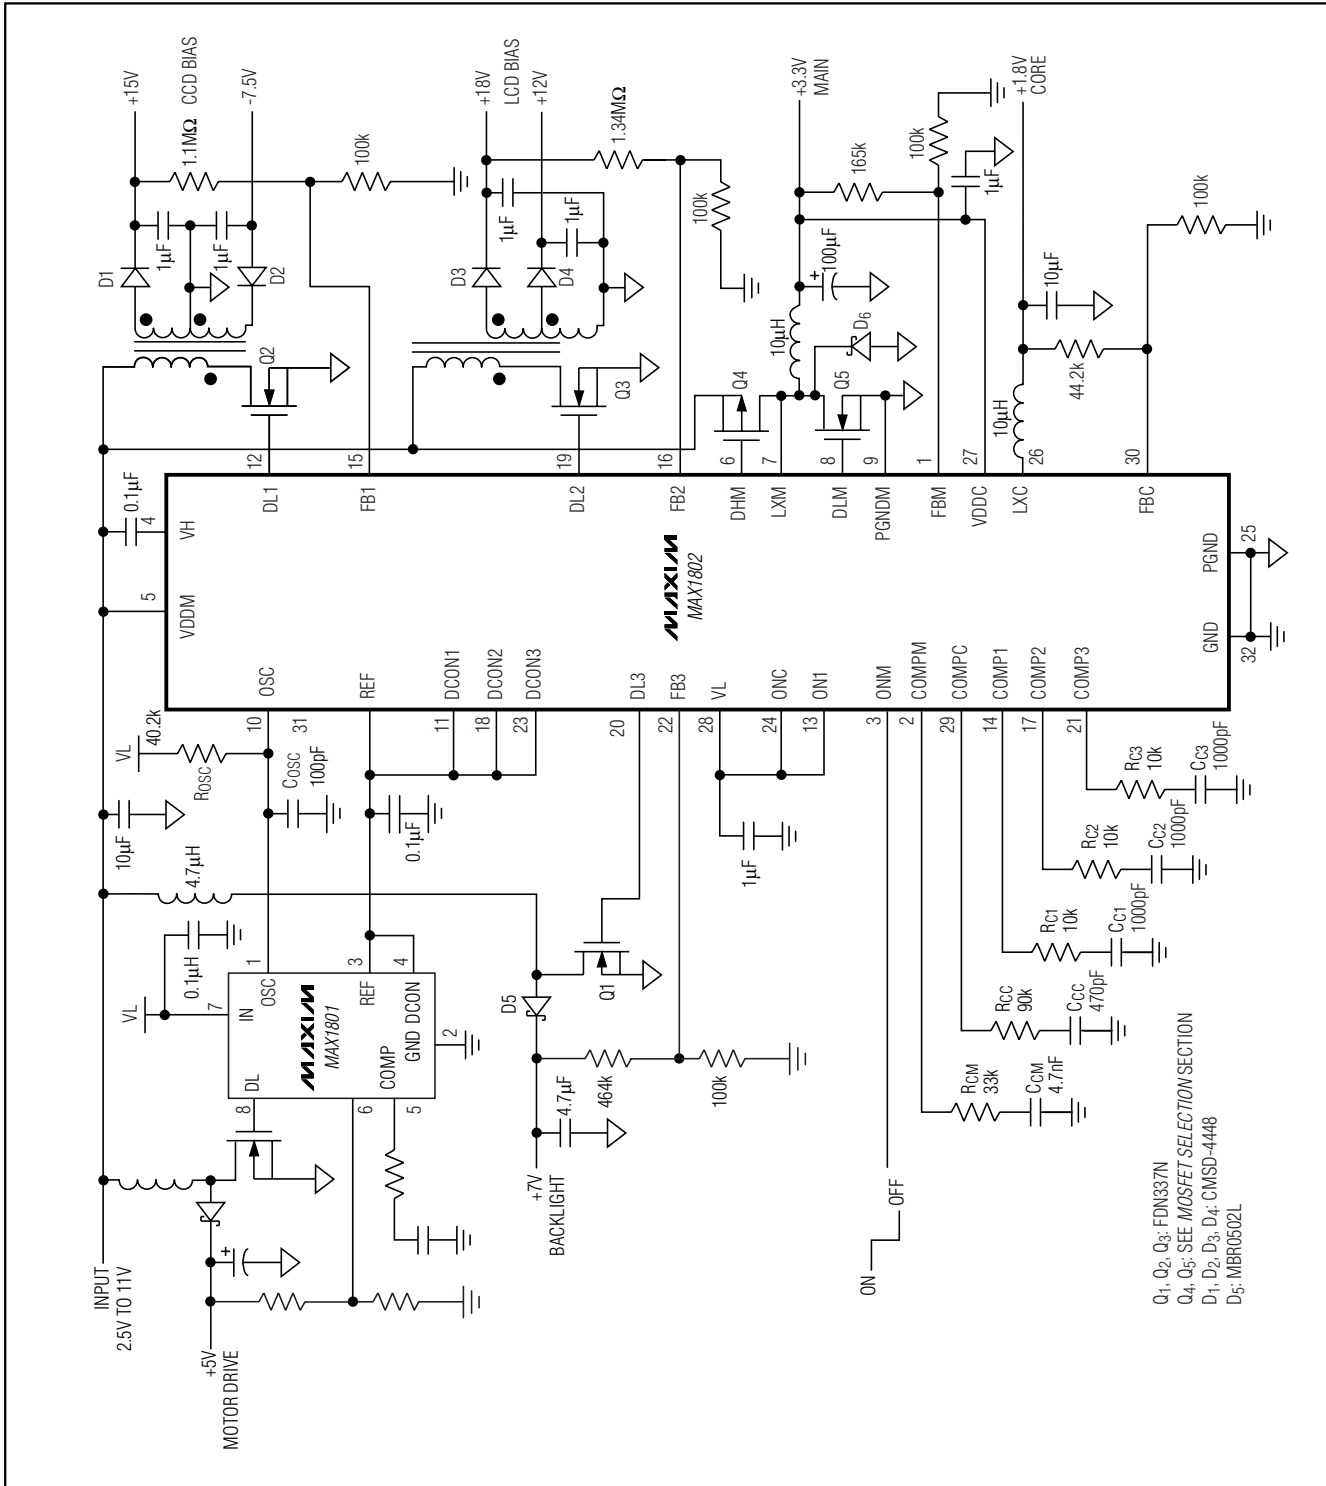 INPUT
2.5V TO 11V
+5V
MOTOR DRIVE
VL
7
0.1µH
IN
OSC
1
MAXIM
MAX1801
DL
8
REF
3
4
GND DCON
2
COMP
6
5
10µF
4.7µH
VL
40.2k
ROSC
COSC
100pF
0.1µF
D5
4.7µF
+7V
BACKLIGHT
464k
100k
Q1
1µF
ON
OFF
RCM
33k
CCM
4.7nF
RCC
90k
CCC
470pF
RC1
10k
CC1
1000pF
RC2
10k
CC2
1000pF
RC3
10k
CC3
1000pF
10
31
11
18
23
20
22
28
24
13
3
2
29
14
17
21
OSC
REF
DCON1
DCON2
DCON3
DL3
FB3
VL
ONC
ON1
ONM
COMPM
COMPC
COMP1
COMP2
COMP3
MAXIM
MAX1802
5
VDDM
0.1µF
4
VH
12
DL1
15
FB1
19
DL2
16
FB2
6
DHM
7
LXM
8
DLM
9
PGNDM
1
FBM
27
VDDC
26
LXC
30
FBC
GND
32
PGND
25
+15V
CCD BIAS
-7.5V
1.1MΩ
100k
D1
1µF
1µF
D2
Q2
+18V
LCD BIAS
+12V
1.34MΩ
D3
1µF
1µF
D4
Q3
100k
+3.3V
MAIN
165k
100k
1µF
100µF
+
10µH
D6
Q4
Q5
+1.8V
CORE
10µF
10µH
44.2k
100k
Q1, Q2, Q3: FDN337N
Q4, Q5: SEE MOSFET SELECTION SECTION
D1, D2, D3, D4: CMSD-4448
D5: MBR0502L